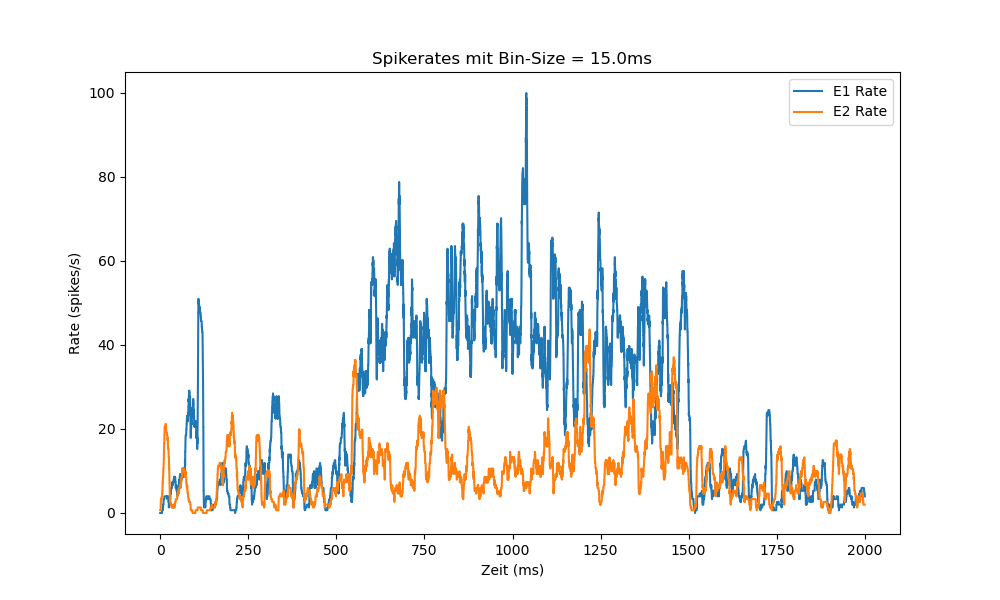 Spikerates mit Bin-Size = 15.0ms
E1 Rate
E2 Rate
100
80
60
40
20
0
Rate (spikes/s)
0 250 500 750 1000 1250 1500 1750 2000
Zeit (ms)